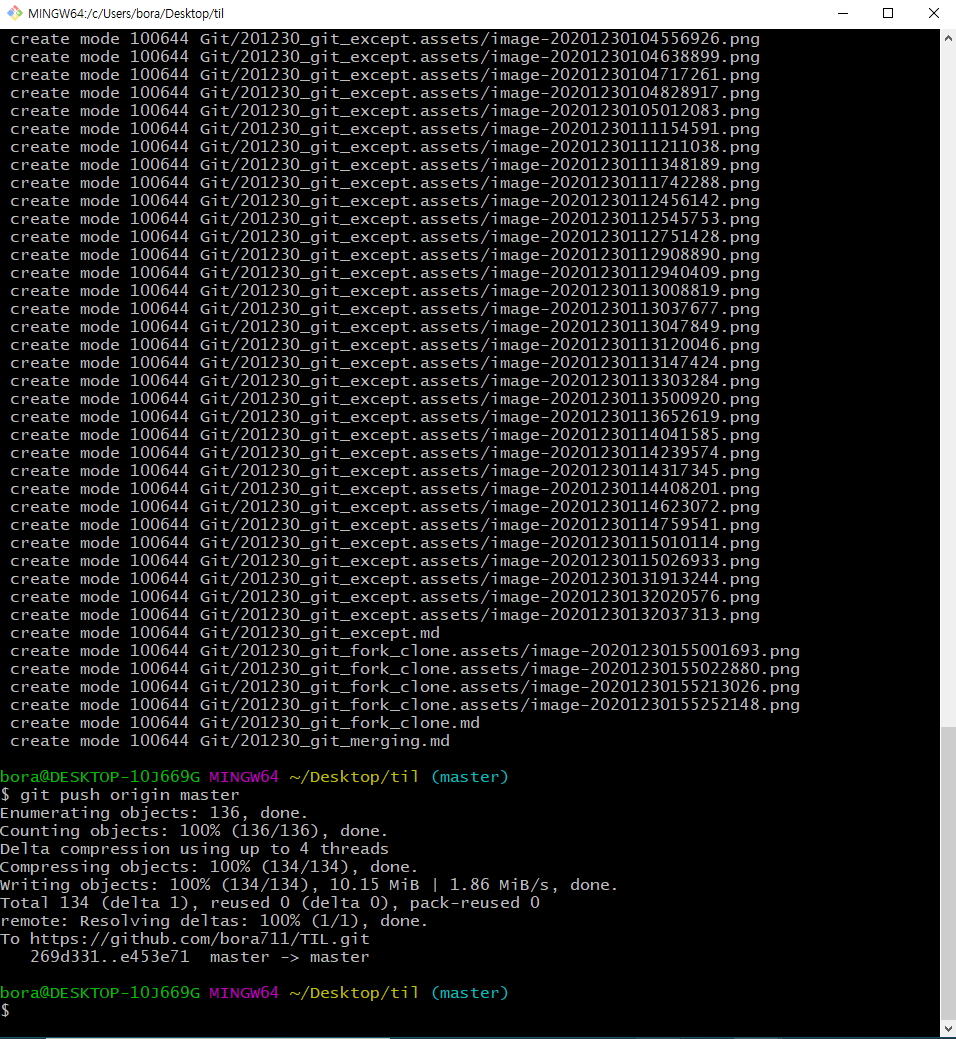 MINGW64:/c/Users/bora/Desktop/til
create mode 100644 Git/201230_git_except.assets/image-20201230104556926.png
create mode 100644 Git/201230_git_except.assets/image-20201230104638899.png
create mode 100644 Git/201230_git_except.assets/image-20201230104717261.png
create mode 100644 Git/201230_git_except.assets/image-20201230104828917.png
create mode 100644 Git/201230_git_except.assets/image-20201230105012083.png
create mode 100644 Git/201230_git_except.assets/image-20201230111154591.png
create mode 100644 Git/201230_git_except.assets/image-20201230111211038.png
create mode 100644 Git/201230_git_except.assets/image-20201230111348189.png
create mode 100644 Git/201230_git_except.assets/image-20201230111742288.png
create mode 100644 Git/201230_git_except.assets/image-20201230112456142.png
create mode 100644 Git/201230_git_except.assets/image-20201230112545753.png
create mode 100644 Git/201230_git_except.assets/image-20201230112751428.png
create mode 100644 Git/201230_git_except.assets/image-20201230112908890.png
create mode 100644 Git/201230_git_except.assets/image-20201230112940409.png
create mode 100644 Git/201230_git_except.assets/image-20201230113008819.png
create mode 100644 Git/201230_git_except.assets/image-20201230113037677.png
create mode 100644 Git/201230_git_except.assets/image-20201230113047849.png
create mode 100644 Git/201230_git_except.assets/image-20201230113120046.png
create mode 100644 Git/201230_git_except.assets/image-20201230113147424.png
create mode 100644 Git/201230_git_except.assets/image-20201230113303284.png
create mode 100644 Git/201230_git_except.assets/image-20201230113500920.png
create mode 100644 Git/201230_git_except.assets/image-20201230113652619.png
create mode 100644 Git/201230_git_except.assets/image-20201230114041585.png
create mode 100644 Git/201230_git_except.assets/image-20201230114239574.png
create mode 100644 Git/201230_git_except.assets/image-20201230114317345.png
create mode 100644 Git/201230_git_except.assets/image-20201230114408201.png
create mode 100644 Git/201230_git_except.assets/image-20201230114623072.png
create mode 100644 Git/201230_git_except.assets/image-20201230114759541.png
create mode 100644 Git/201230_git_except.assets/image-20201230115010114.png
create mode 100644 Git/201230_git_except.assets/image-20201230115026933.png
create mode 100644 Git/201230_git_except.assets/image-20201230131913244.png
create mode 100644 Git/201230_git_except.assets/image-20201230132020576.png
create mode 100644 Git/201230_git_except.assets/image-20201230132037313.png
create mode 100644 Git/201230_git_except.md
create mode 100644 Git/201230_git_fork_clone.assets/image-20201230155001693.png
create mode 100644 Git/201230_git_fork_clone.assets/image-20201230155022880.png
create mode 100644 Git/201230_git_fork_clone.assets/image-20201230155213026.png
create mode 100644 Git/201230_git_fork_clone.assets/image-20201230155252148.png
create mode 100644 Git/201230_git_fork_clone.md
create mode 100644 Git/201230_git_merging.md
bora@DESKTOP-1OJ669G MINGW64 ~/Desktop/til (master)
$ git push origin master
Enumerating objects: 136, done.
Counting objects: 100% (136/136), done.
Delta compression using up to 4 threads
Compressing objects: 100% (134/134), done.
Writing objects: 100% (134/134), 10.15 MiB | 1.86 MiB/s, done.
Total 134 (delta 1), reused 0 (delta 0), pack-reused 0
remote: Resolving deltas: 100% (1/1), done.
To https://github.com/bora711/TIL.git
269d331..e453e71  master -> master
bora@DESKTOP-1OJ669G MINGW64 ~/Desktop/til (master)
$